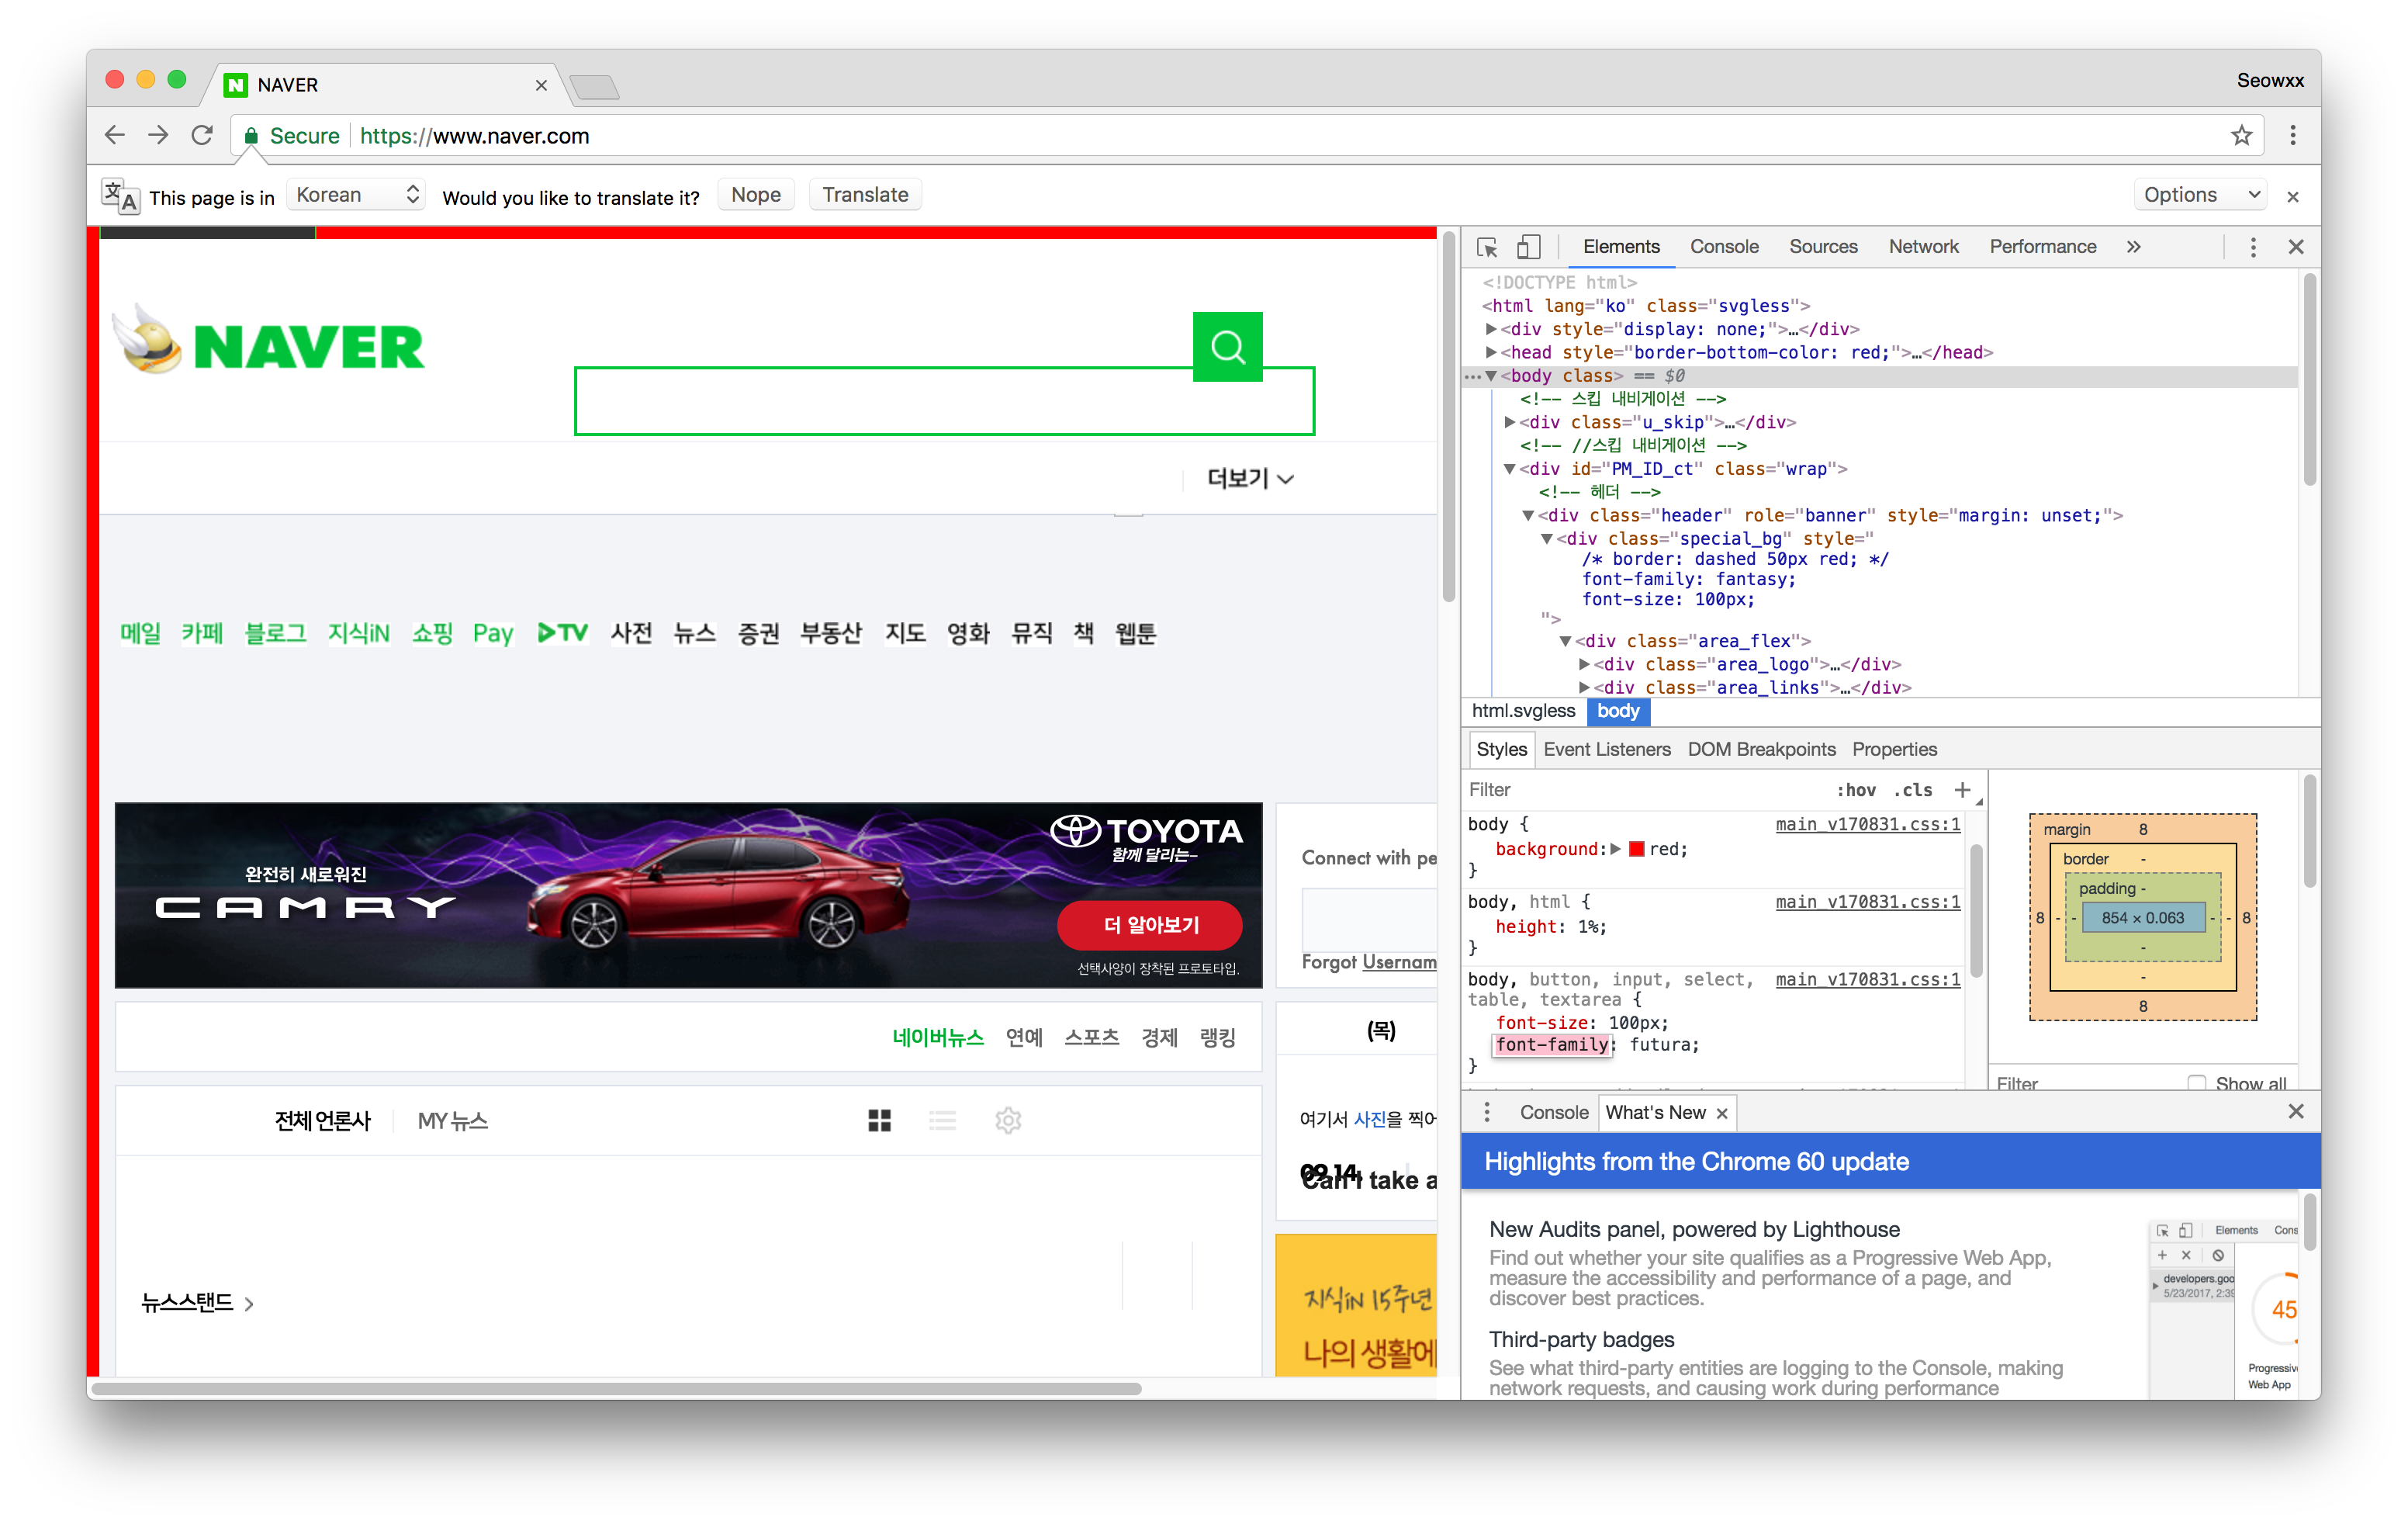 NAVER
Seowxx
Secure https://www.naver.com
This page is in Korean Would you like to translate it? Nope Translate Options
NAVER
더보기
메일 카페 블로그 지식iN 쇼핑 Pay TV 사전 뉴스 증권 부동산 지도 영화 뮤직 책 웹툰
완전히 새로워진
CAMRY
TOYOTA
함께 달리는~
더 알아보기
선택사양이 장착된 프로토타입.
Connect with pe
Forgot Usernam
네이버뉴스 연예 스포츠 경제 랭킹
(목)
전체 언론사 MY 뉴스
여기서 사진을 찍어
09.14.
Can I take a
뉴스스탠드
지식iN 15주년
나의 생활에
Elements Console Sources Network Performance
<!DOCTYPE html>
<html lang="ko" class="svgless">
<div style="display: none;">…</div>
<head style="border-bottom-color: red;">…</head>
<body class> == $0
<!-- 스킵 내비게이션 -->
<div class="u_skip">…</div>
<!-- //스킵 내비게이션 -->
<div id="PM_ID_ct" class="wrap">
<!-- 헤더 -->
<div class="header" role="banner" style="margin: unset;">
<div class="special_bg" style="
/* border: dashed 50px red; */
font-family: fantasy;
font-size: 100px;
">
<div class="area_flex">
<div class="area_logo">…</div>
<div class="area_links">…</div>
html.svgless body
Styles Event Listeners DOM Breakpoints Properties
Filter :hov .cls +
body { main_v170831.css:1
background: red;
}
body, html { main_v170831.css:1
height: 1%;
}
body, button, input, select, main_v170831.css:1
table, textarea {
font-size: 100px;
font-family: futura;
}
margin 8
border -
padding -
8 - - 854 × 0.063 - - 8
-
-
8
Filter Show all
Console What's New
Highlights from the Chrome 60 update
New Audits panel, powered by Lighthouse
Find out whether your site qualifies as a Progressive Web App,
measure the accessibility and performance of a page, and
discover best practices.
Third-party badges
See what third-party entities are logging to the Console, making
network requests, and causing work during performance
Elements Cons
developers.goo
5/23/2017, 2:39
45
Progressiv
Web App